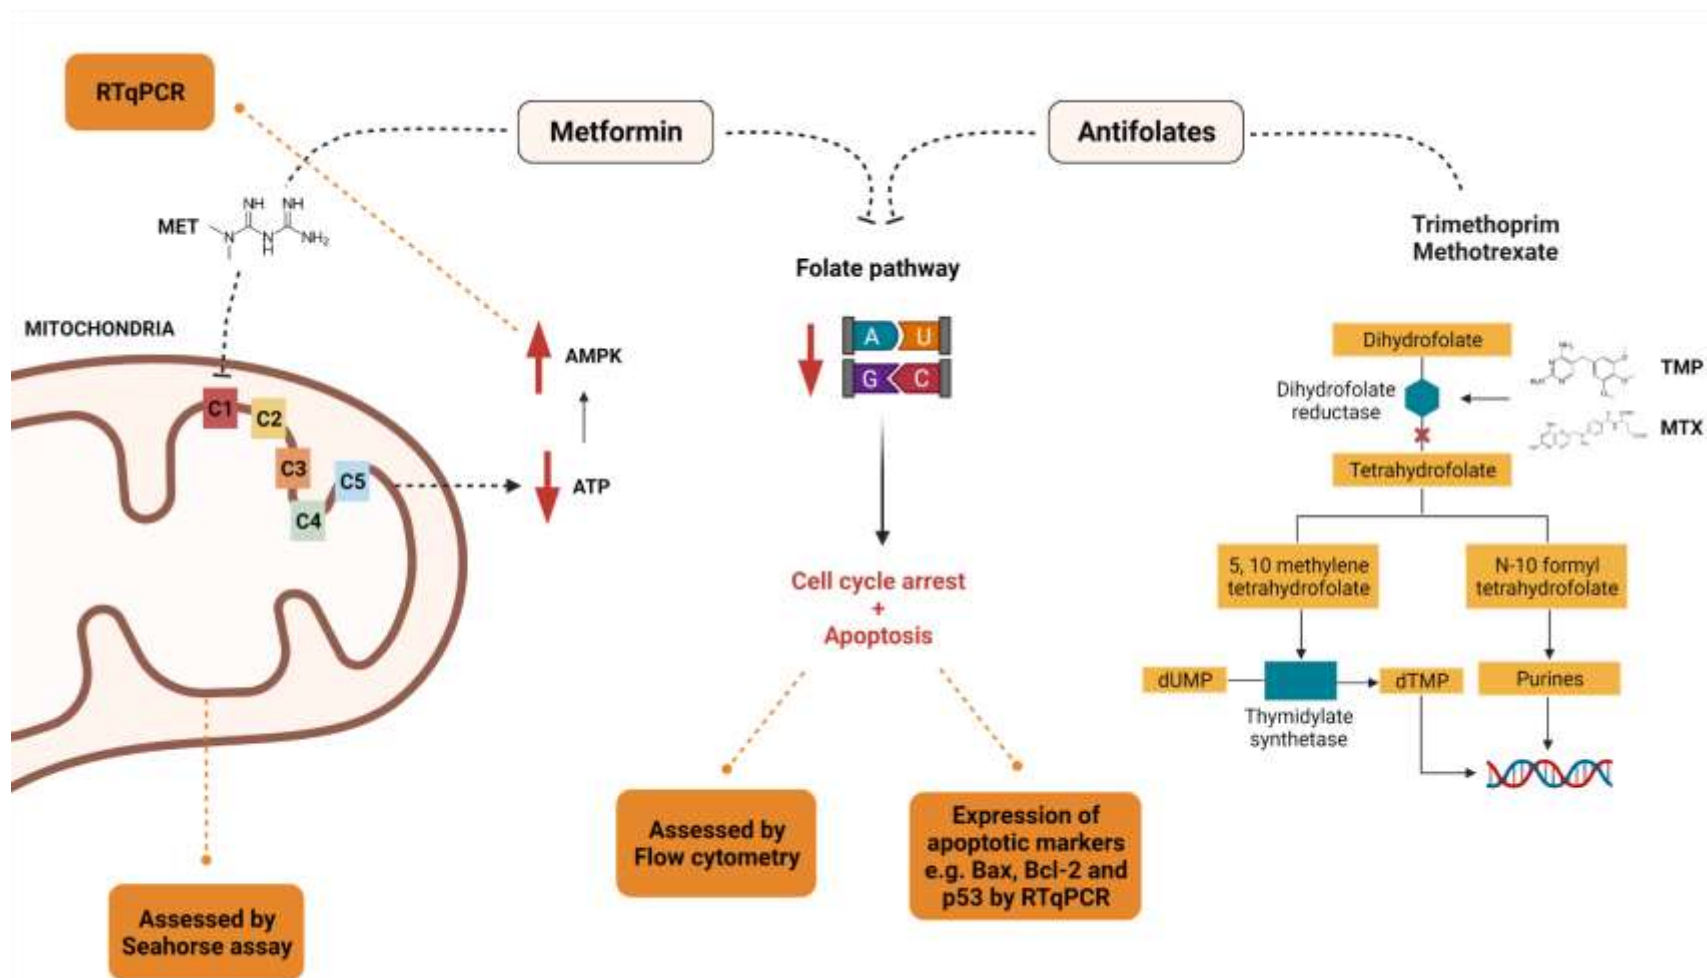 RTqPCR
Metformin
Antifolates
MET
NH NH
N N NH2
H
Trimethoprim
Methotrexate
Folate pathway
MITOCHONDRIA
AMPK
ATP
A U
G C
C1
C2
C3
C4
C5
Dihydrofolate
Dihydrofolate
reductase
TMP
MTX
Tetrahydrofolate
5, 10 methylene
tetrahydrofolate
N-10 formyl
tetrahydrofolate
dUMP
dTMP
Purines
Thymidylate
synthetase
Cell cycle arrest
+
Apoptosis
Assessed by
Flow cytometry
Expression of
apoptotic markers
e.g. Bax, Bcl-2 and
p53 by RTqPCR
Assessed by
Seahorse assay